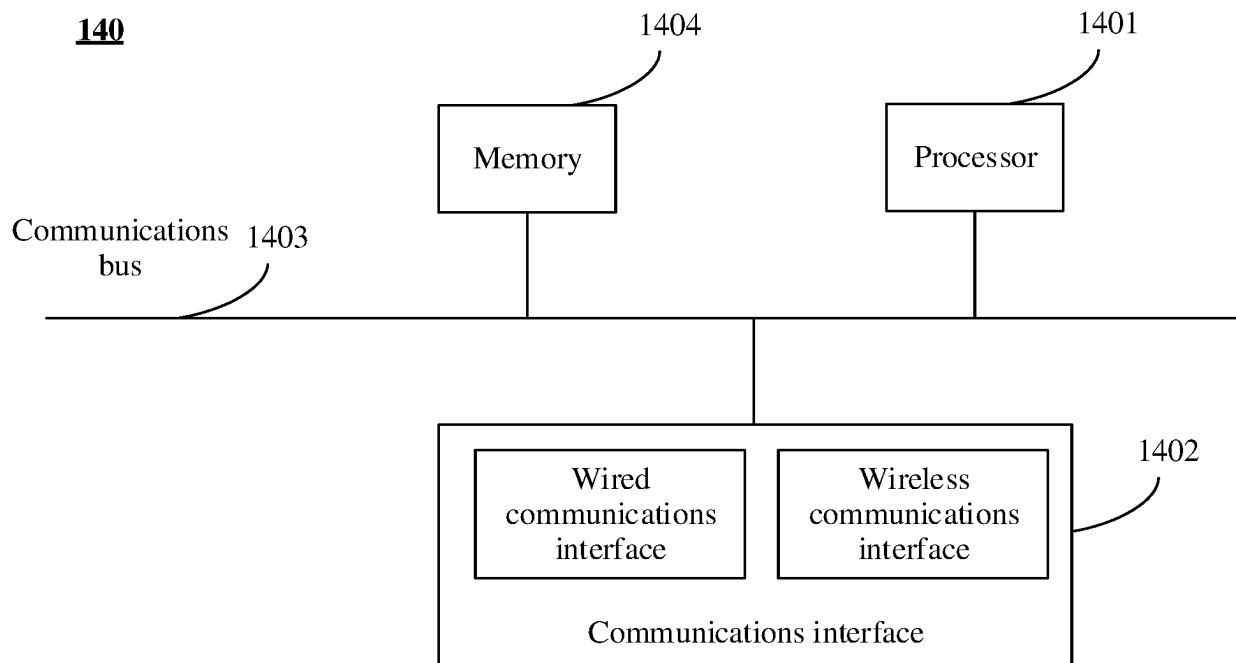 140
1404
1401
Memory
Processor
Communications
bus
1403
Wired
communications
interface
Wireless
communications
interface
1402
Communications interface